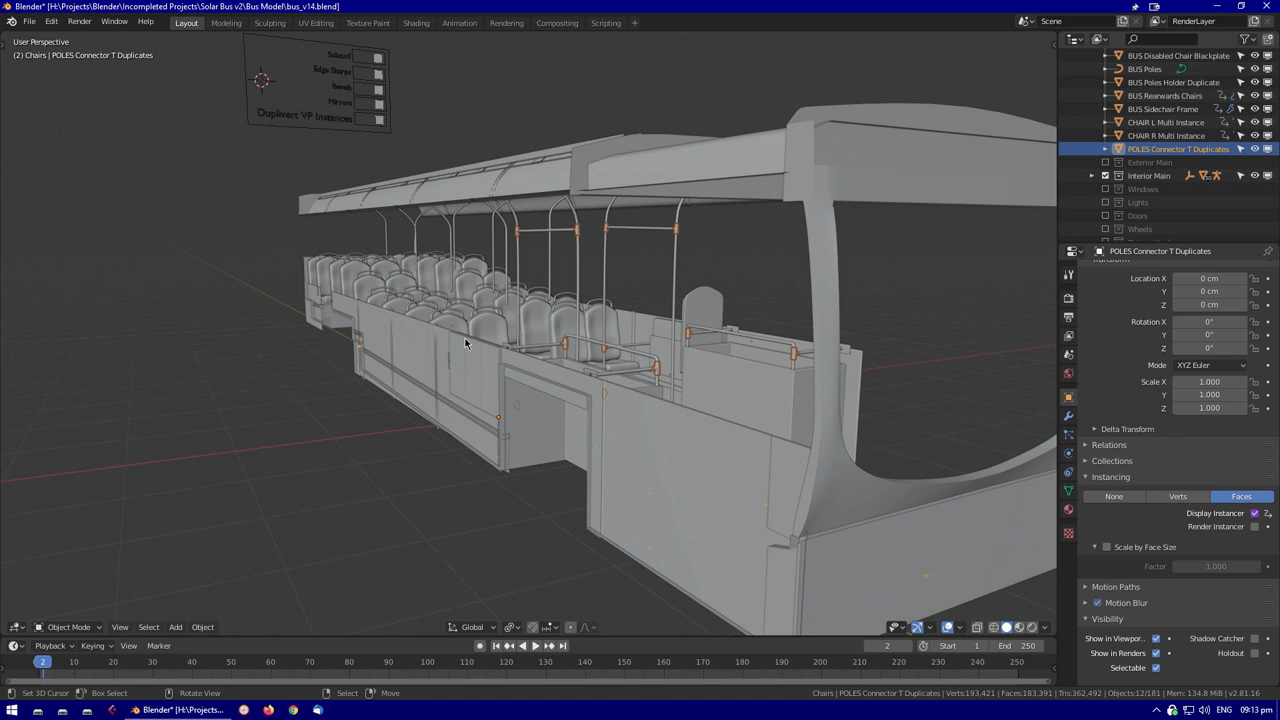 Blender* [H:\Projects\Blender\Incompleted Projects\Solar Bus v2\Bus Model\bus_v14.blend]
File Edit Render Window Help Layout Modeling Sculpting UV Editing Texture Paint Shading Animation Rendering Compositing Scripting Scene RenderLayer
User Perspective
(2) Chairs | POLES Connector T Duplicates
Subsurf
Edge Sharps
Bevels
Mirrors
Duplivert VP Instances
BUS Disabled Chair Blackplate
BUS Poles
BUS Poles Holder Duplicate
BUS Rearwards Chairs
BUS Sidechair Frame
CHAIR L Multi Instance
CHAIR R Multi Instance
POLES Connector T Duplicates
Exterior Main
Interior Main
Windows
Lights
Doors
Wheels
POLES Connector T Duplicates
Location X 0 cm
Y 0 cm
Z 0 cm
Rotation X 0°
Y 0°
Z 0°
Mode XYZ Euler
Scale X 1.000
Y 1.000
Z 1.000
Delta Transform
Relations
Collections
Instancing
None Verts Faces
Display Instancer
Render Instancer
Scale by Face Size
Factor 1.000
Motion Paths
Motion Blur
Visibility
Show in Viewpor.. Shadow Catcher
Show in Renders Holdout
Selectable
Object Mode View Select Add Object Global
Playback Keying View Marker 2 Start 1 End 250
2 10 20 30 40 50 60 70 80 90 100 110 120 130 140 150 160 170 180 190 200 210 220 230 240 250
Set 3D Cursor Box Select Rotate View Select Move Chairs | POLES Connector T Duplicates | Verts:193,421 | Faces:183,391 | Tris:362,492 | Objects:12/181 | Mem: 134.8 MiB | v2.81.16
Blender* [H:\Projects... ENG 09:13 pm